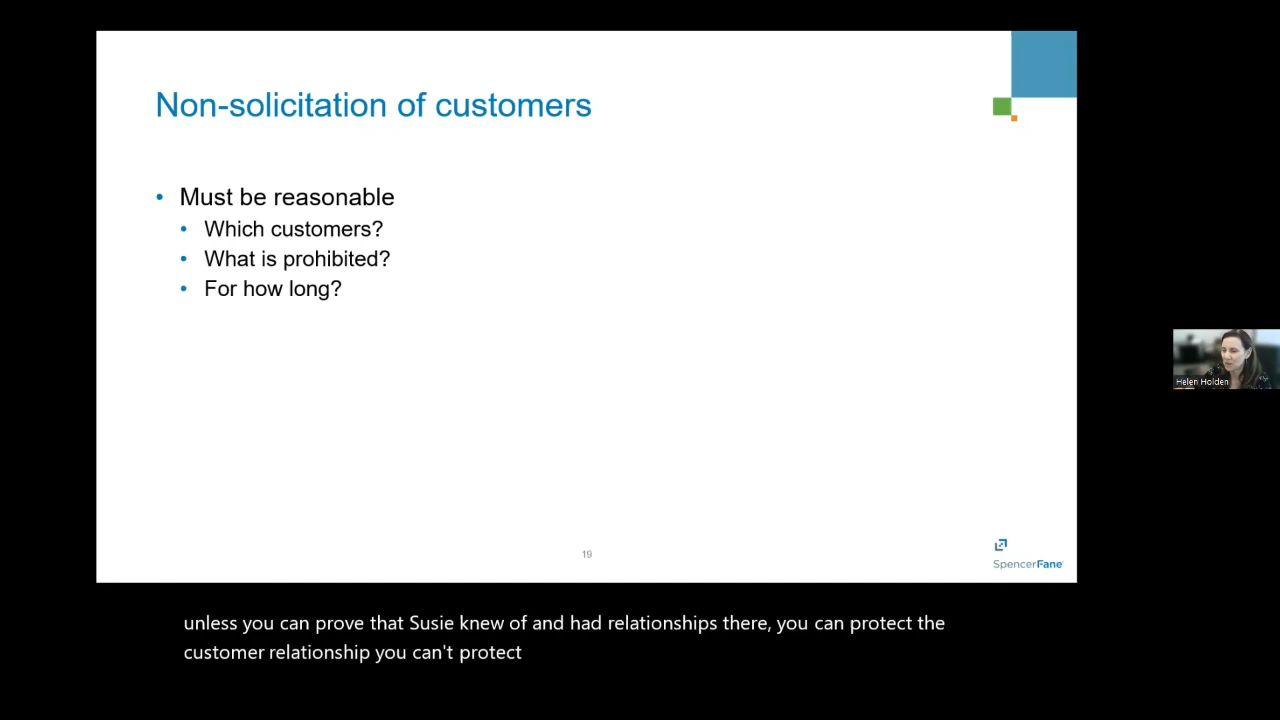 Non-solicitation of customers
• Must be reasonable
• Which customers?
• What is prohibited?
• For how long?
Helen Holden
19
SpencerFane
unless you can prove that Susie knew of and had relationships there, you can protect the
customer relationship you can't protect